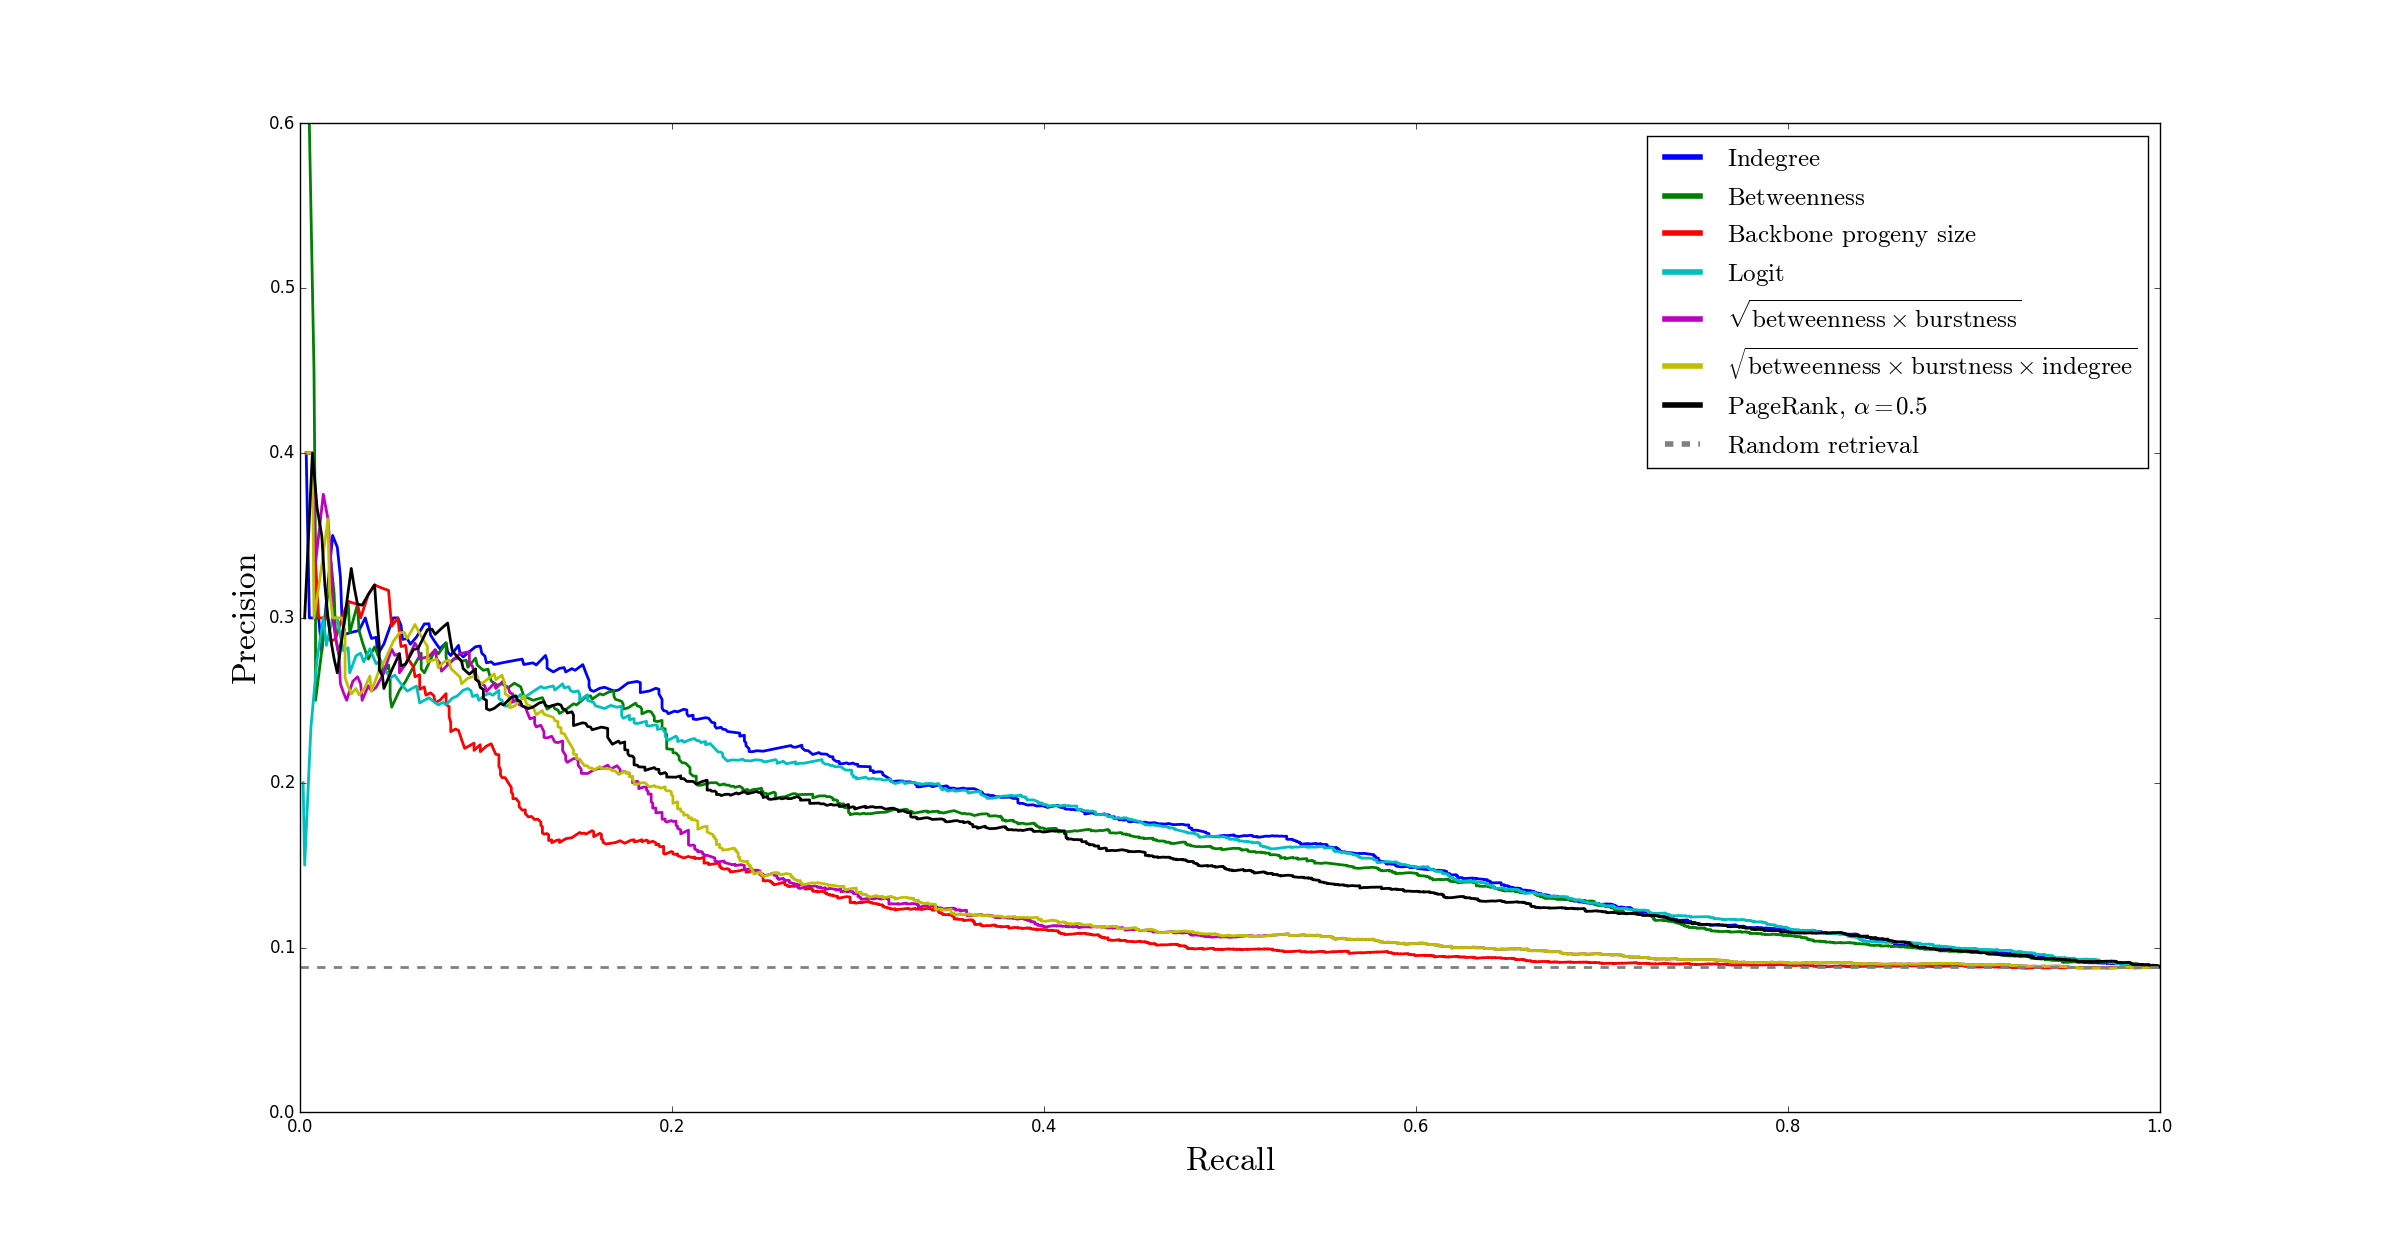 0.6
0.5
0.4
0.3
0.2
0.1
0.0
Precision
0.0 0.2 0.4 0.6 0.8 1.0
Recall
Indegree
Betweenness
Backbone progeny size
Logit
√betweenness × burstness
√betweenness × burstness × indegree
PageRank, α = 0.5
Random retrieval